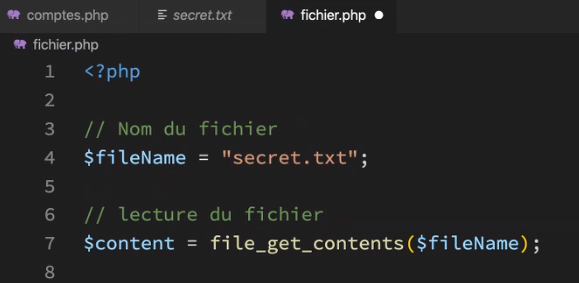 comptes.php secret.txt fichier.php
fichier.php
1 <?php
2
3 // Nom du fichier
4 $fileName = "secret.txt";
5
6 // lecture du fichier
7 $content = file_get_contents($fileName);
8